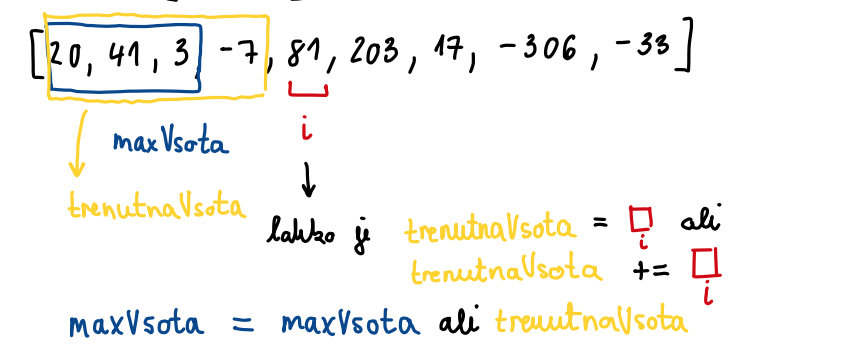 [20, 41, 3, -7, 81, 203, 17, -306, -33]
i
maxVsota
trenutnaVsota
lahko je trenutnaVsota = □ ali
i
trenutnaVsota += □
i
maxVsota = maxVsota ali trenutnaVsota